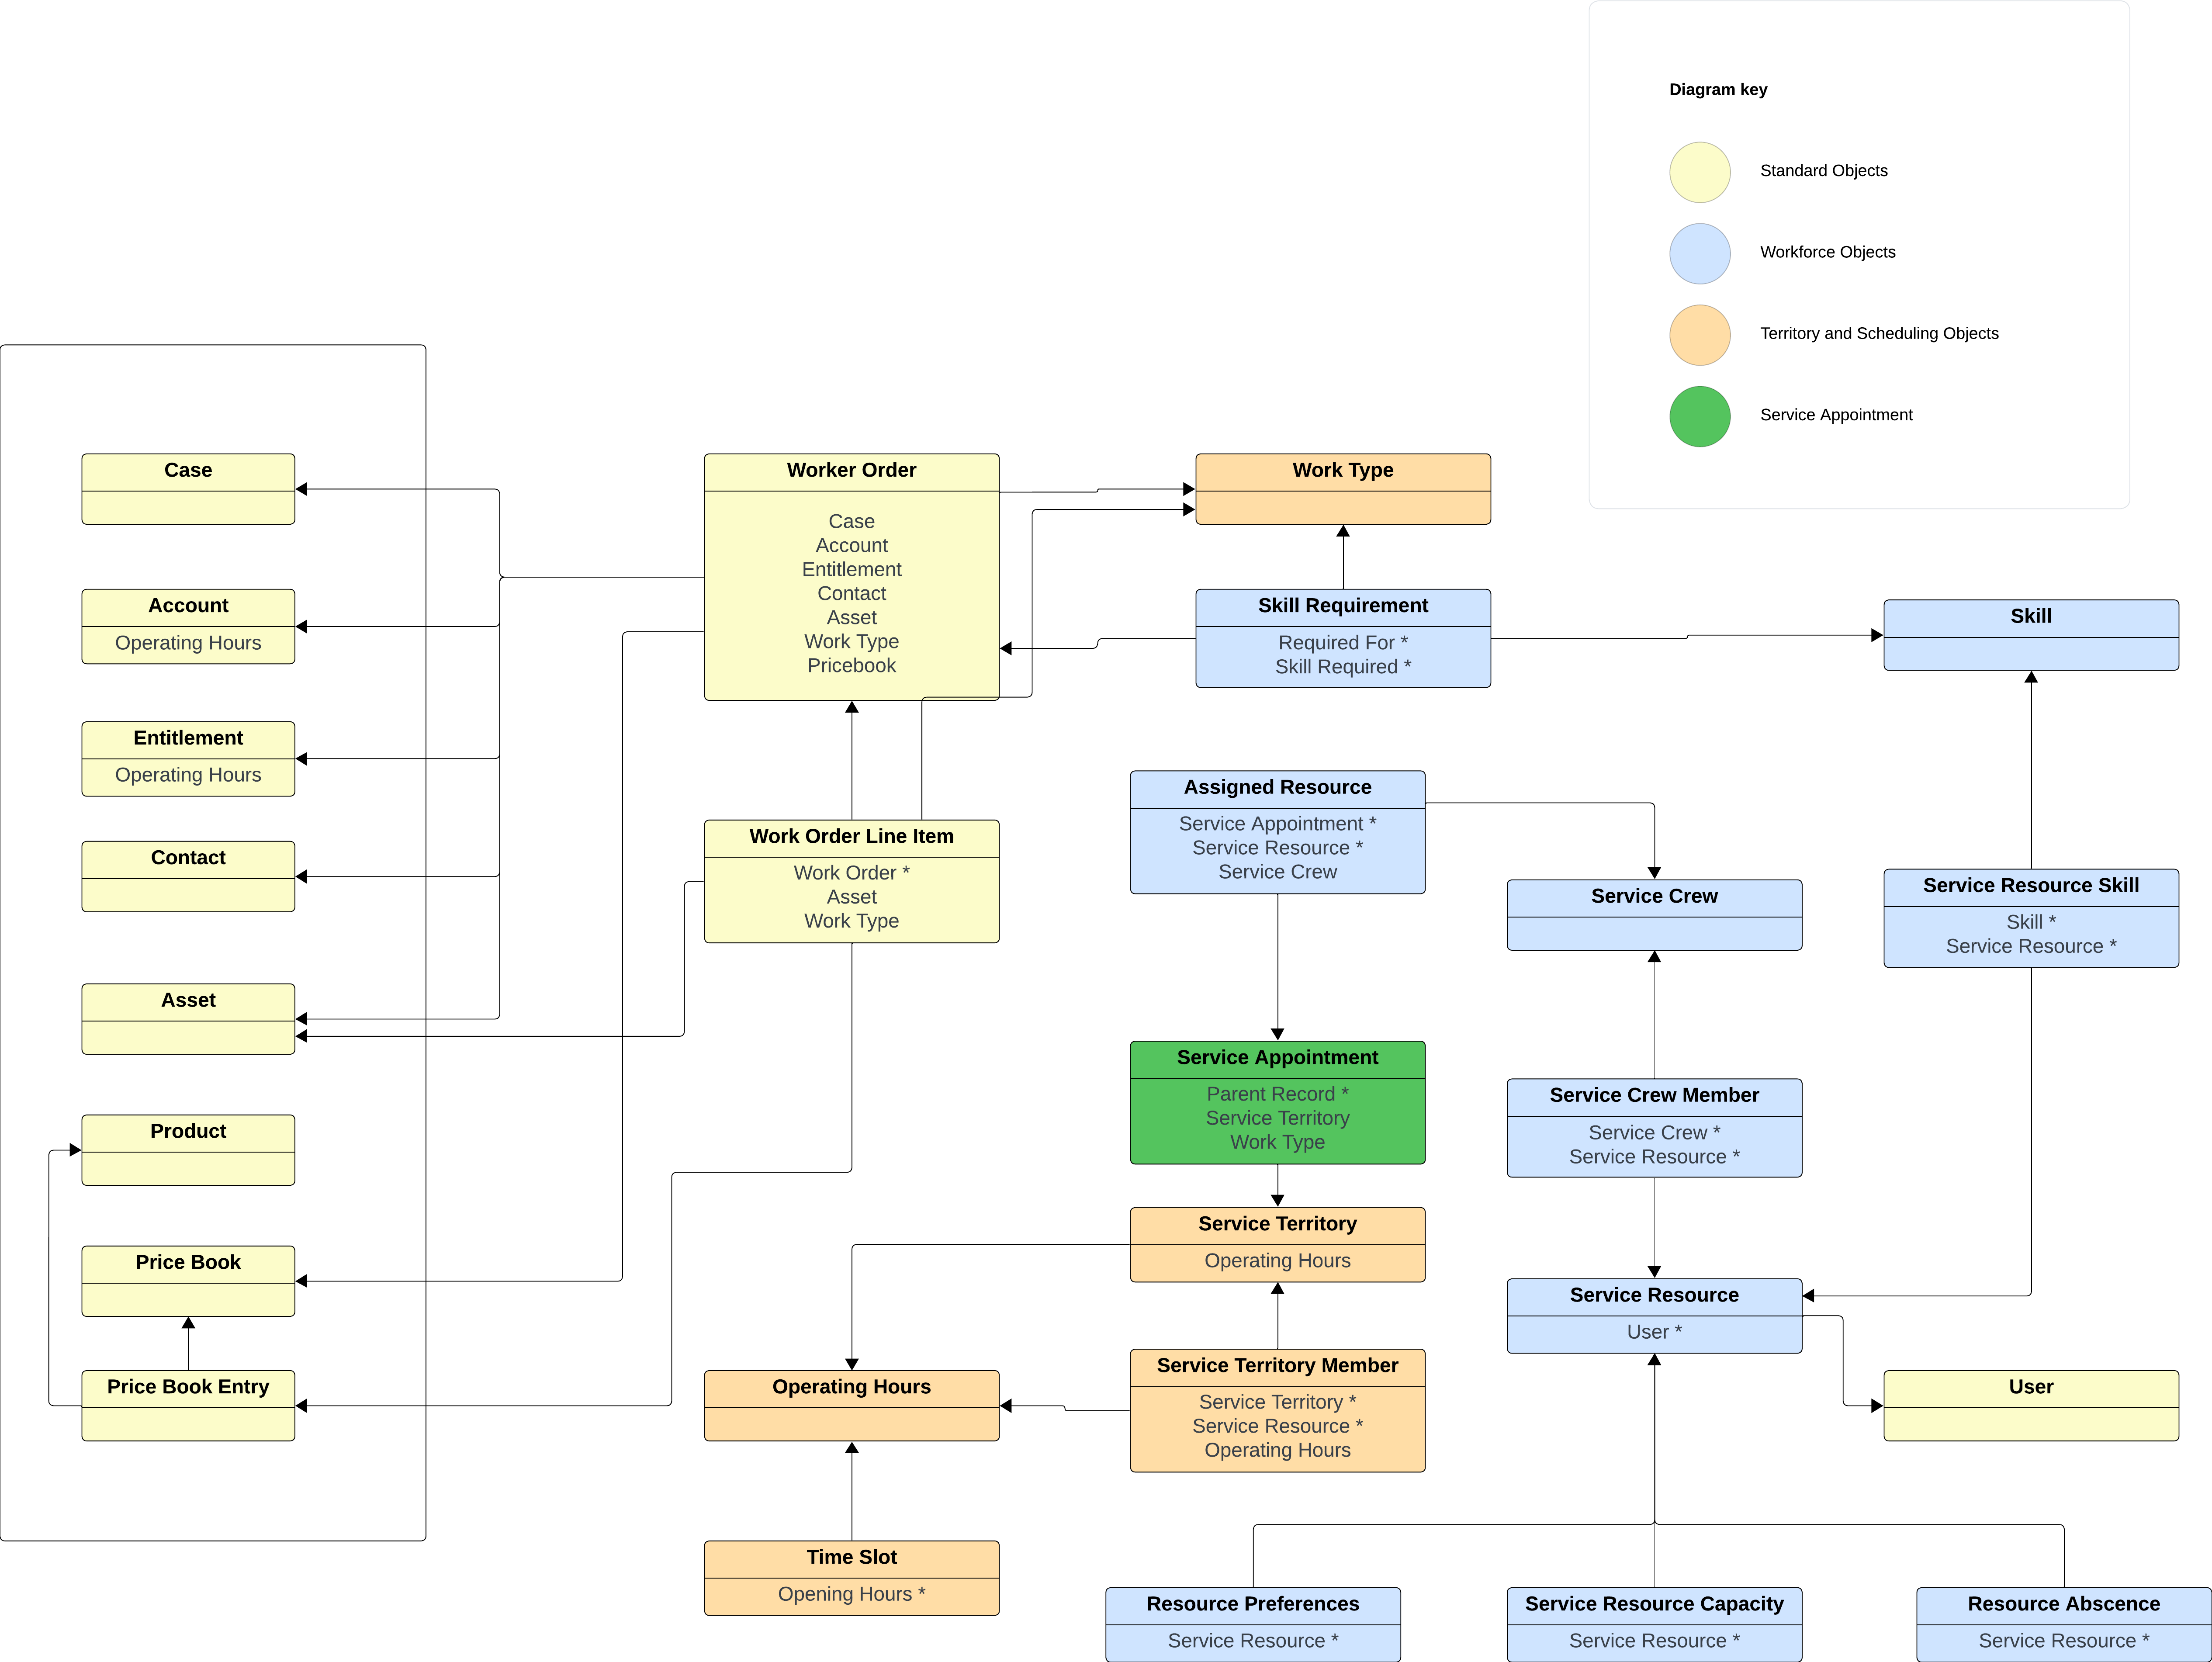 Diagram key
Standard Objects
Workforce Objects
Territory and Scheduling Objects
Service Appointment
Case
Account
Operating Hours
Entitlement
Operating Hours
Contact
Asset
Product
Price Book
Price Book Entry
Worker Order
Case
Account
Entitlement
Contact
Asset
Work Type
Pricebook
Work Order Line Item
Work Order *
Asset
Work Type
Operating Hours
Time Slot
Opening Hours *
Work Type
Skill Requirement
Required For *
Skill Required *
Assigned Resource
Service Appointment *
Service Resource *
Service Crew
Service Appointment
Parent Record *
Service Territory
Work Type
Service Territory
Operating Hours
Service Territory Member
Service Territory *
Service Resource *
Operating Hours
Resource Preferences
Service Resource *
Service Crew
Service Crew Member
Service Crew *
Service Resource *
Service Resource
User *
Service Resource Capacity
Service Resource *
Skill
Service Resource Skill
Skill *
Service Resource *
User
Resource Abscence
Service Resource *